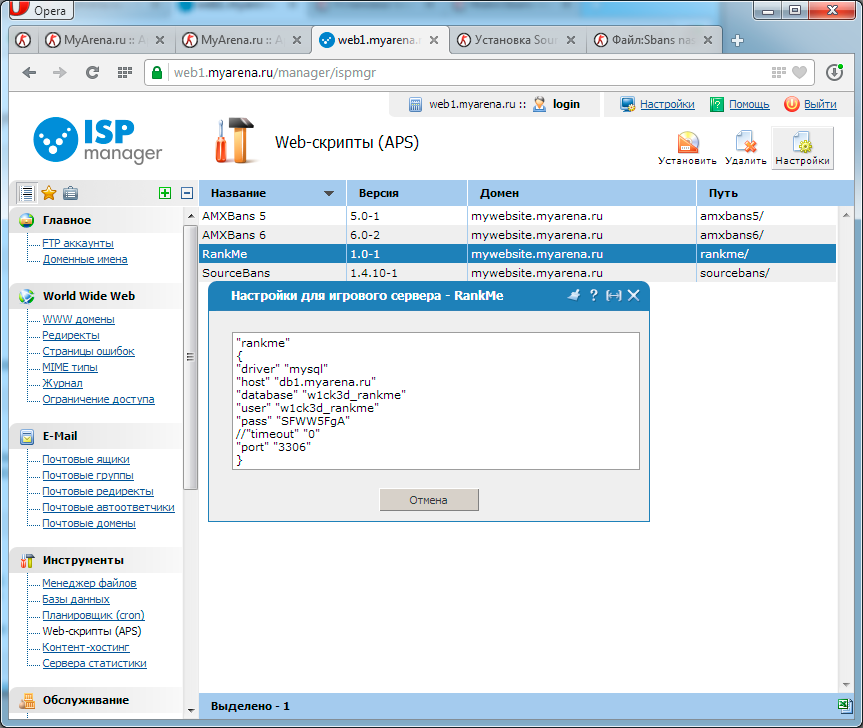 Opera
MyArena.ru :: A
MyArena.ru :: A
web1.myarena.
Установка Sour
Файл:Sbans nas
web1.myarena.ru/manager/ispmgr
web1.myarena.ru :: login
Настройки
Помощь
Выйти
ISP
manager
Web-скрипты (APS)
Установить
Удалить
Настройки
Название Версия Домен Путь
AMXBans 5 5.0-1 mywebsite.myarena.ru amxbans5/
AMXBans 6 6.0-2 mywebsite.myarena.ru amxbans6/
RankMe 1.0-1 mywebsite.myarena.ru rankme/
SourceBans 1.4.10-1 mywebsite.myarena.ru sourcebans/
Главное
FTP аккаунты
Доменные имена
World Wide Web
WWW домены
Редиректы
Страницы ошибок
MIME типы
Журнал
Ограничение доступа
E-Mail
Почтовые ящики
Почтовые группы
Почтовые редиректы
Почтовые автоответчики
Почтовые домены
Инструменты
Менеджер файлов
Базы данных
Планировщик (cron)
Web-скрипты (APS)
Контент-хостинг
Сервера статистики
Обслуживание
Настройки для игрового сервера - RankMe
"rankme"
{
"driver" "mysql"
"host" "db1.myarena.ru"
"database" "w1ck3d_rankme"
"user" "w1ck3d_rankme"
"pass" "SFWW5FgA"
//"timeout" "0"
"port" "3306"
}
Отмена
Выделено - 1